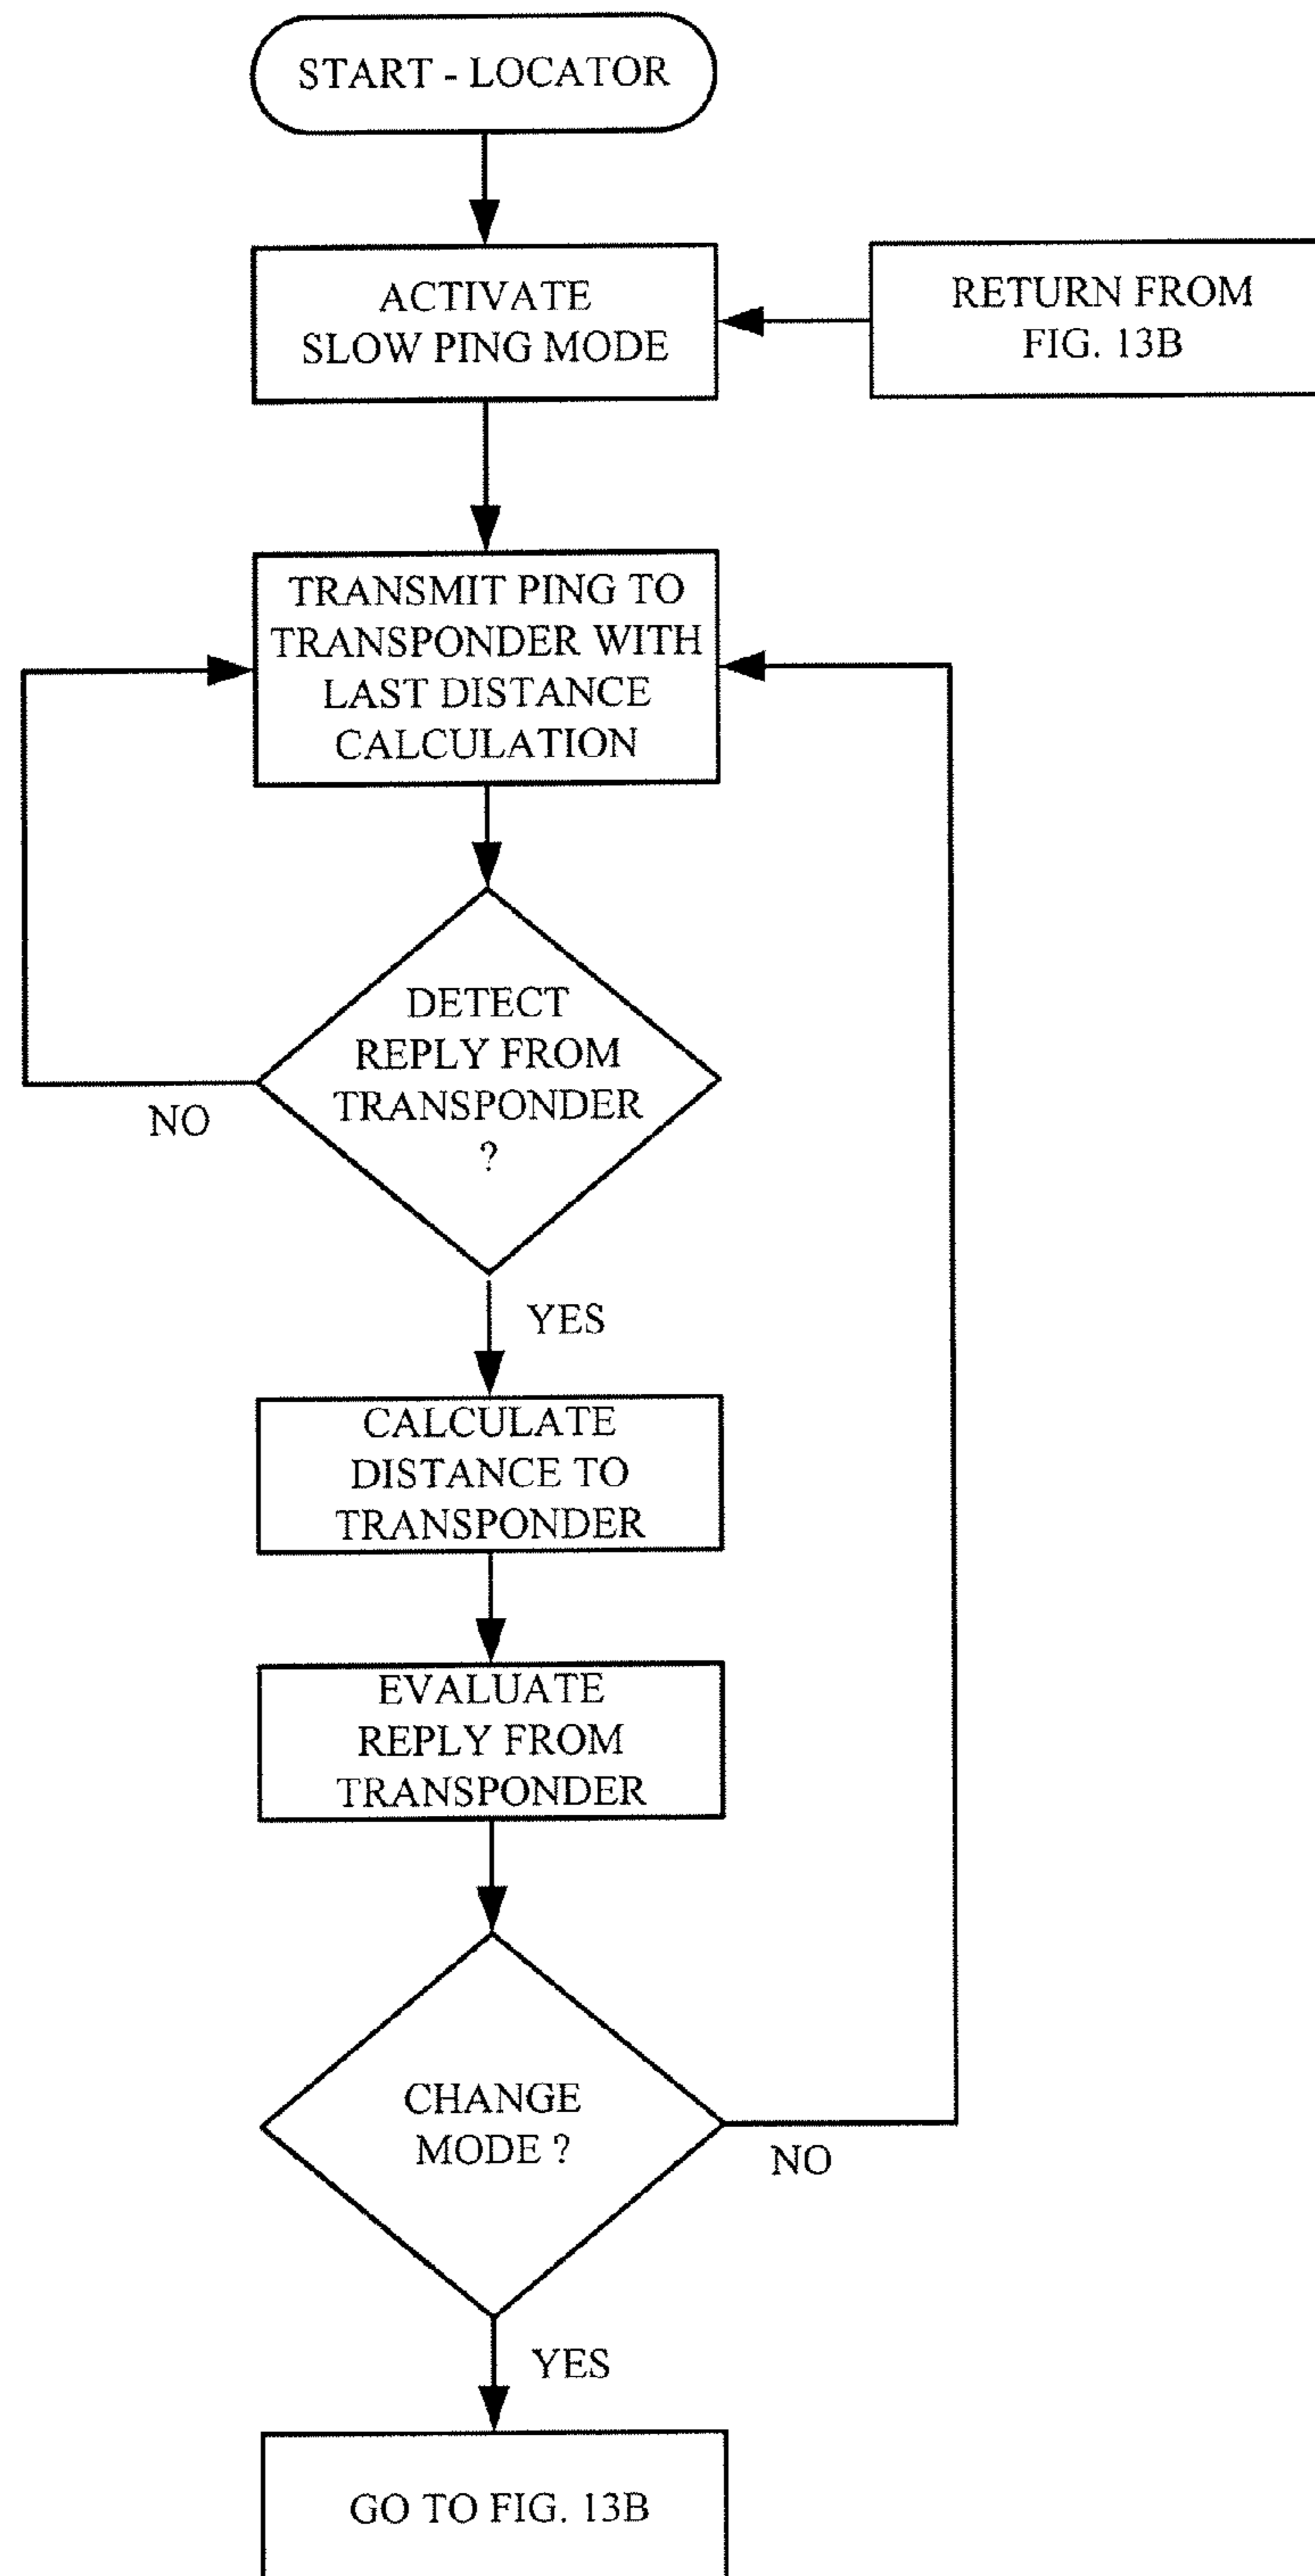 START - LOCATOR
ACTIVATE
SLOW PING MODE
RETURN FROM
FIG. 13B
TRANSMIT PING TO
TRANSPONDER WITH
LAST DISTANCE
CALCULATION
DETECT
REPLY FROM
TRANSPONDER
?
NO
YES
CALCULATE
DISTANCE TO
TRANSPONDER
EVALUATE
REPLY FROM
TRANSPONDER
CHANGE
MODE ?
NO
YES
GO TO FIG. 13B